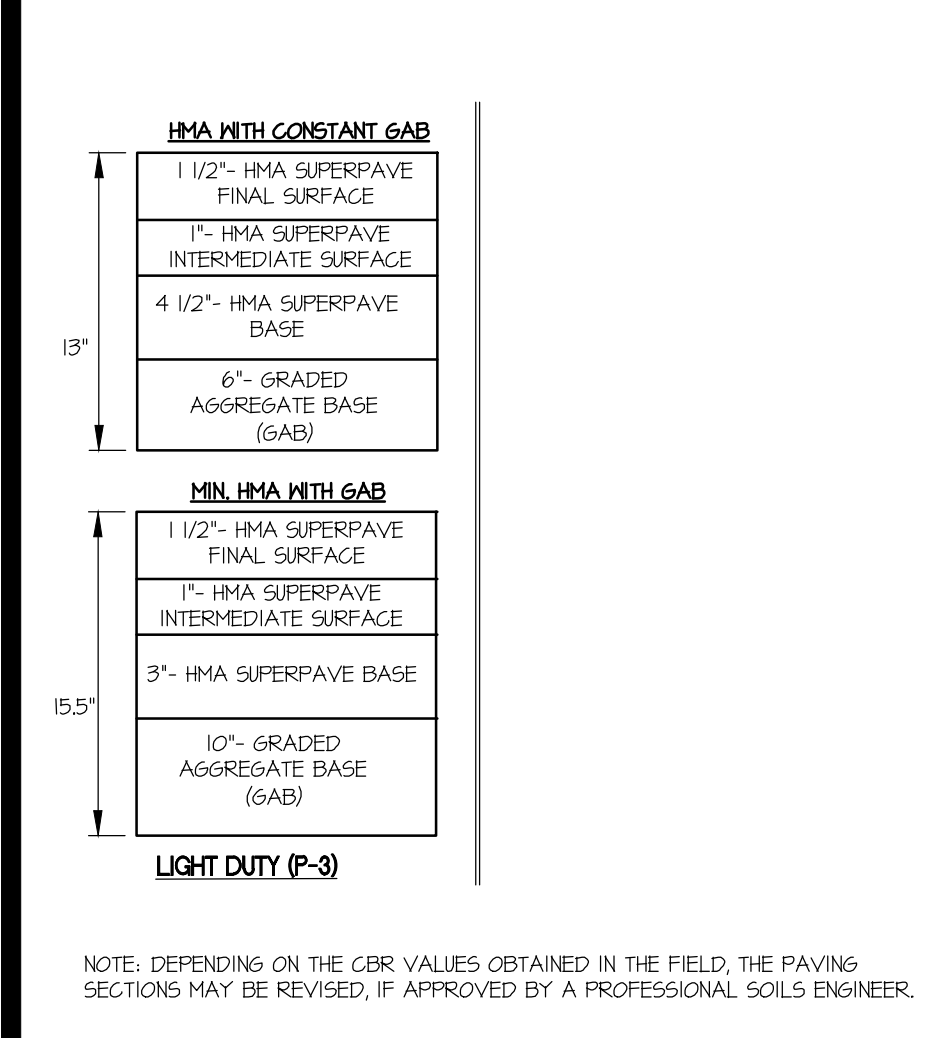 HMA WITH CONSTANT GAB
1 1/2"- HMA SUPERPAVE
FINAL SURFACE
1"- HMA SUPERPAVE
INTERMEDIATE SURFACE
4 1/2"- HMA SUPERPAVE
BASE
13"
6"- GRADED
AGGREGATE BASE
(GAB)
MIN. HMA WITH GAB
1 1/2"- HMA SUPERPAVE
FINAL SURFACE
1"- HMA SUPERPAVE
INTERMEDIATE SURFACE
3"- HMA SUPERPAVE BASE
15.5"
10"- GRADED
AGGREGATE BASE
(GAB)
LIGHT DUTY (P-3)
NOTE: DEPENDING ON THE CBR VALUES OBTAINED IN THE FIELD, THE PAVING
SECTIONS MAY BE REVISED, IF APPROVED BY A PROFESSIONAL SOILS ENGINEER.